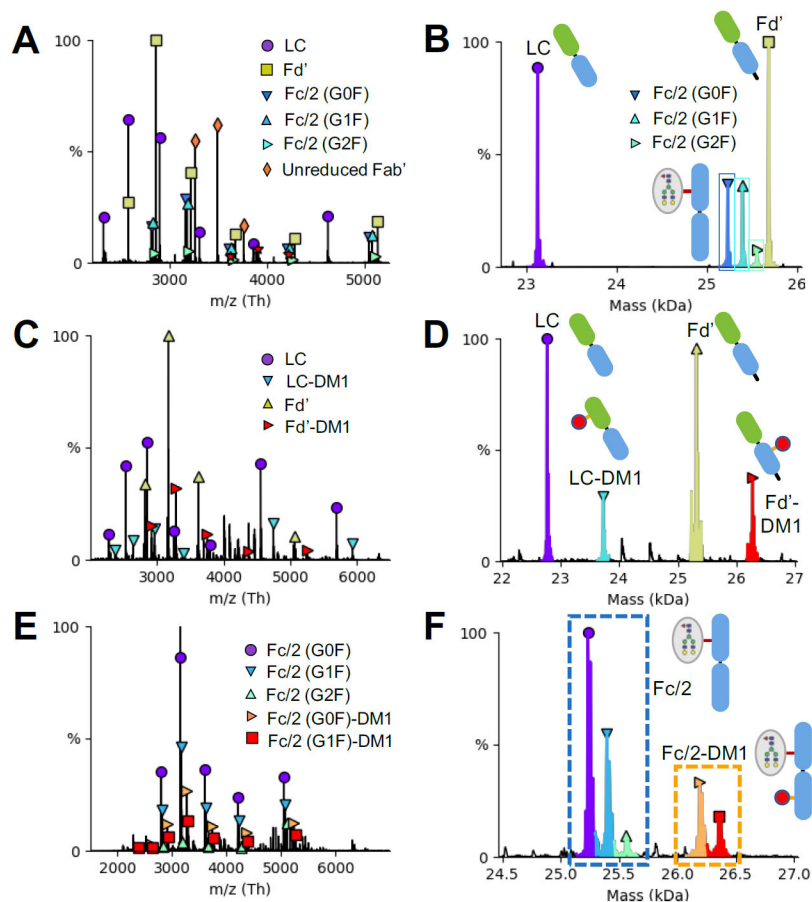 A
100
%
LC
Fd'
Fc/2 (G0F)
Fc/2 (G1F)
Fc/2 (G2F)
Unreduced Fab'
3000
4000
5000
m/z (Th)
B
100
%
LC
Fd'
Fc/2 (G0F)
Fc/2 (G1F)
Fc/2 (G2F)
0
23
24
25
26
Mass (kDa)
C
100
%
LC
LC-DM1
Fd'
Fd'-DM1
0
3000
4000
5000
6000
m/z (Th)
D
100
%
LC
Fd'
LC-DM1
Fd'-
DM1
0
22
23
24
25
26
27
Mass (kDa)
E
100
%
Fc/2 (G0F)
Fc/2 (G1F)
Fc/2 (G2F)
Fc/2 (G0F)-DM1
Fc/2 (G1F)-DM1
0
2000
3000
4000
5000
6000
m/z (Th)
F
100
%
Fc/2
Fc/2-DM1
0
24.5
25.0
25.5
26.0
26.5
27.0
Mass (kDa)